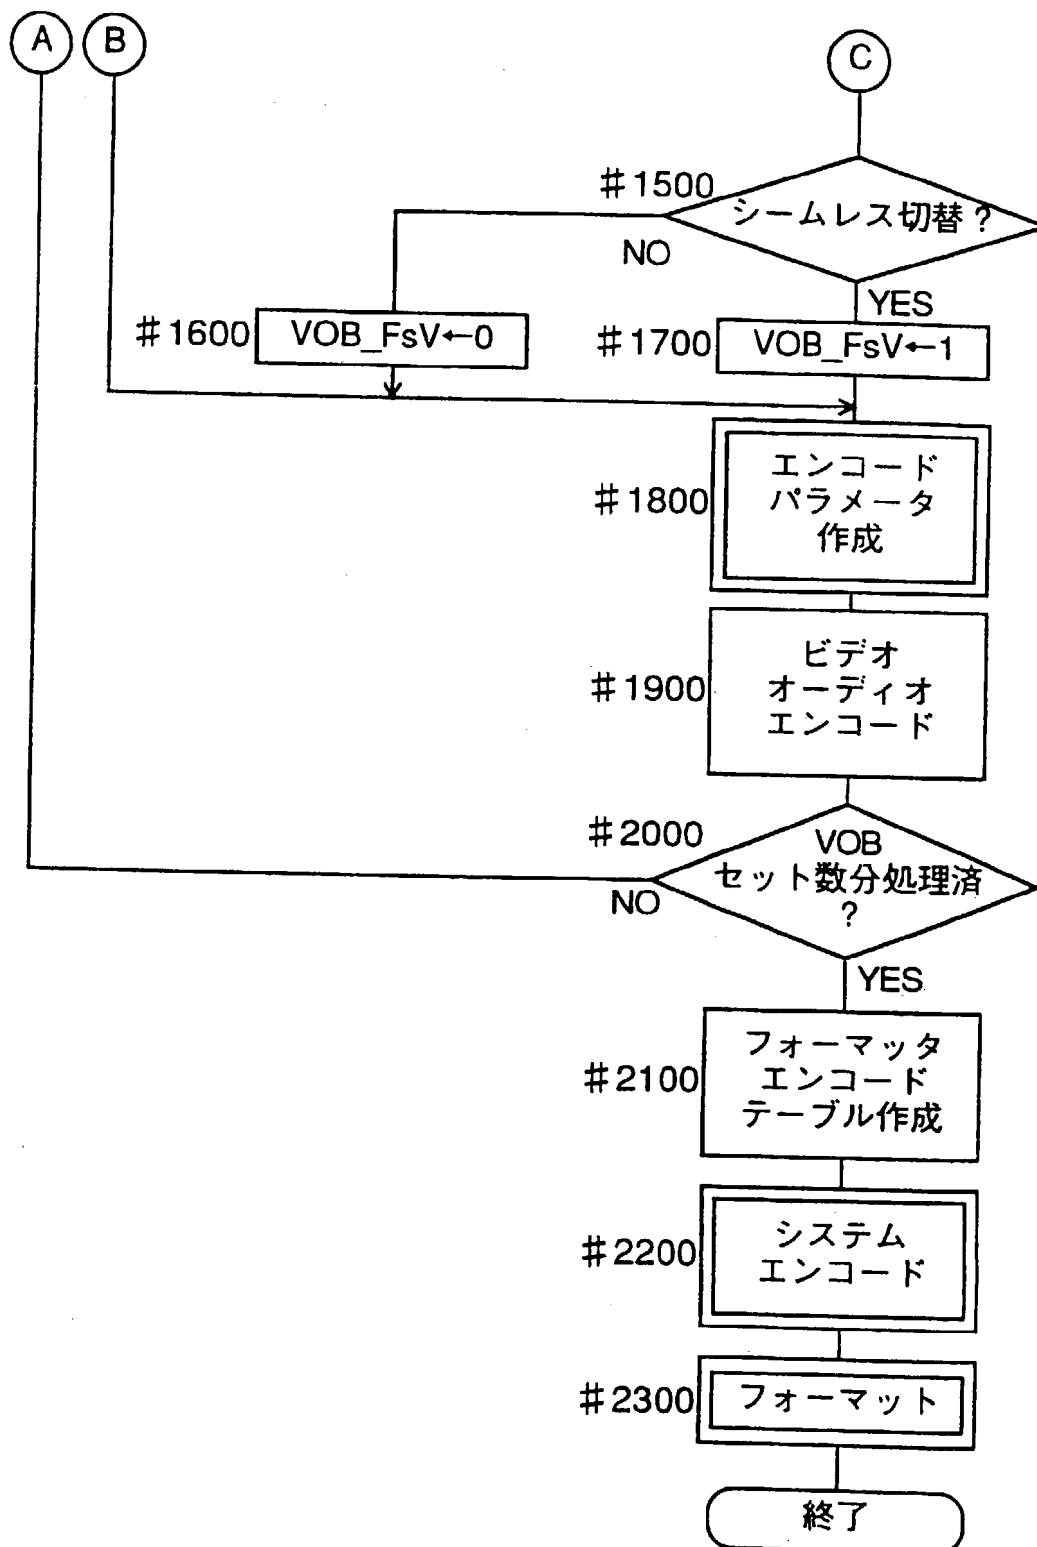 A
B
C
#1500
シームレス切替?
NO
YES
#1600
VOB_FsV←0
#1700
VOB_FsV←1
#1800
エンコード
パラメータ
作成
#1900
ビデオ
オーディオ
エンコード
#2000
VOB
セット数分処理済
?
NO
YES
#2100
フォーマッタ
エンコード
テーブル作成
#2200
システム
エンコード
#2300
フォーマット
終了